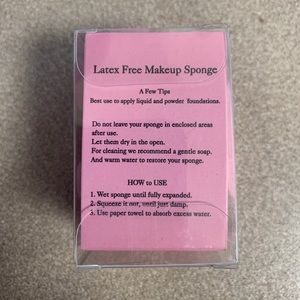 Latex Free Makeup Sponge
A Few Tips
Best use to apply liquid and powder foundations.
Do not leave your sponge in enclosed areas
after use.
Let them dry in the open.
For cleaning we recommend a gentle soap.
And warm water to restore your sponge.
HOW to USE
1. Wet sponge until fully expanded.
2. Squeeze it out, until just damp.
3. Use paper towel to absorb excess water.